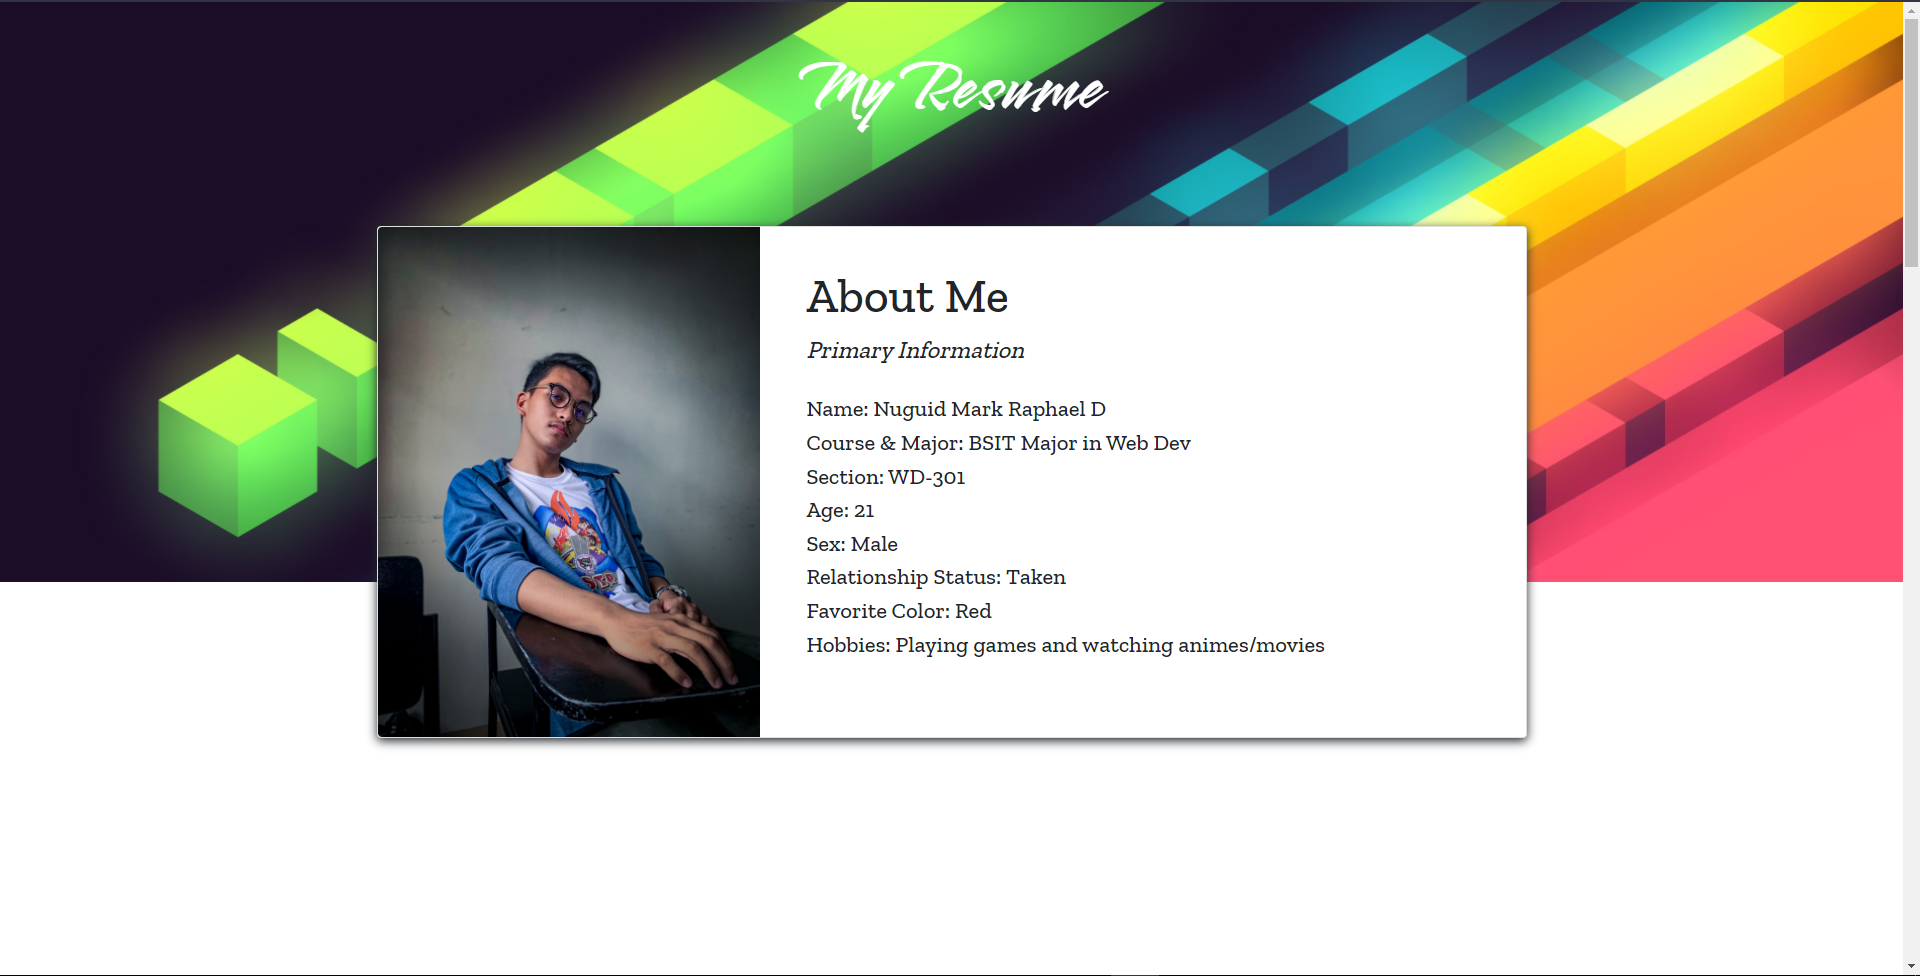 My Resume
About Me
Primary Information
Name: Nuguid Mark Raphael D
Course & Major: BSIT Major in Web Dev
Section: WD-301
Age: 21
Sex: Male
Relationship Status: Taken
Favorite Color: Red
Hobbies: Playing games and watching animes/movies